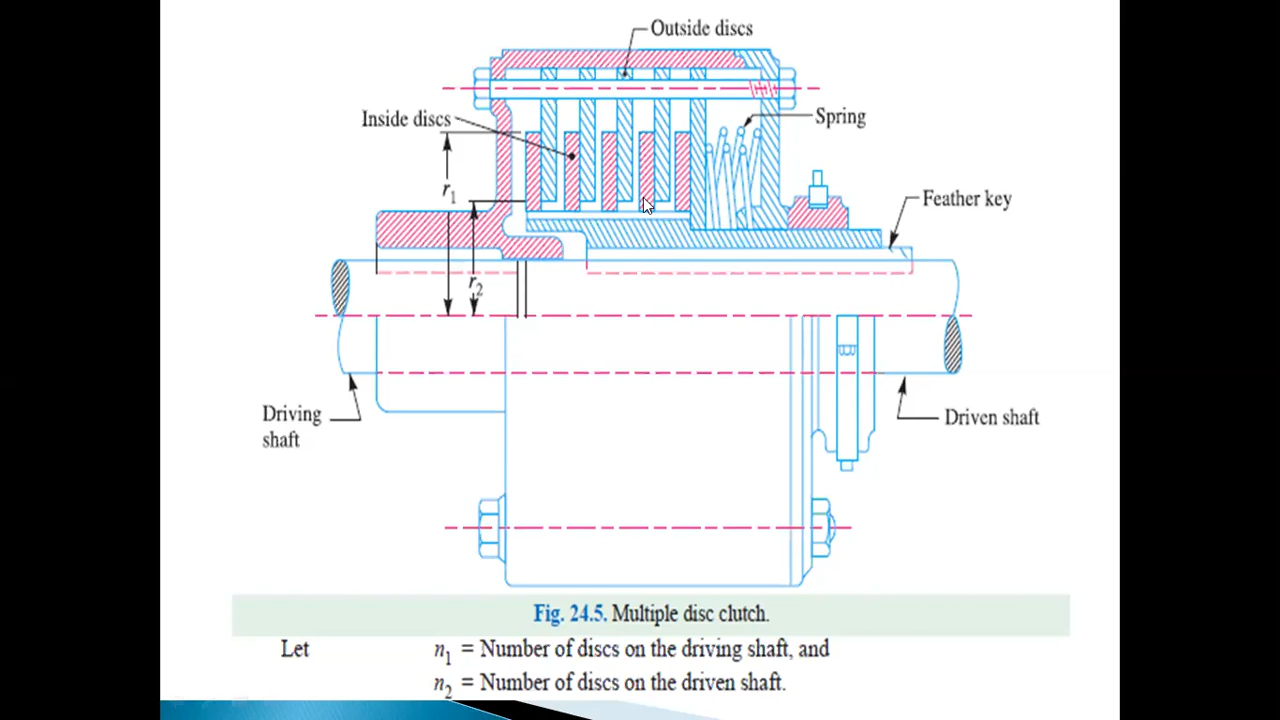 Outside discs
Inside discs
Spring
r1
Feather key
r2
Driving
shaft
Driven shaft
Fig. 24.5. Multiple disc clutch.
Let n1 = Number of discs on the driving shaft, and
n2 = Number of discs on the driven shaft.